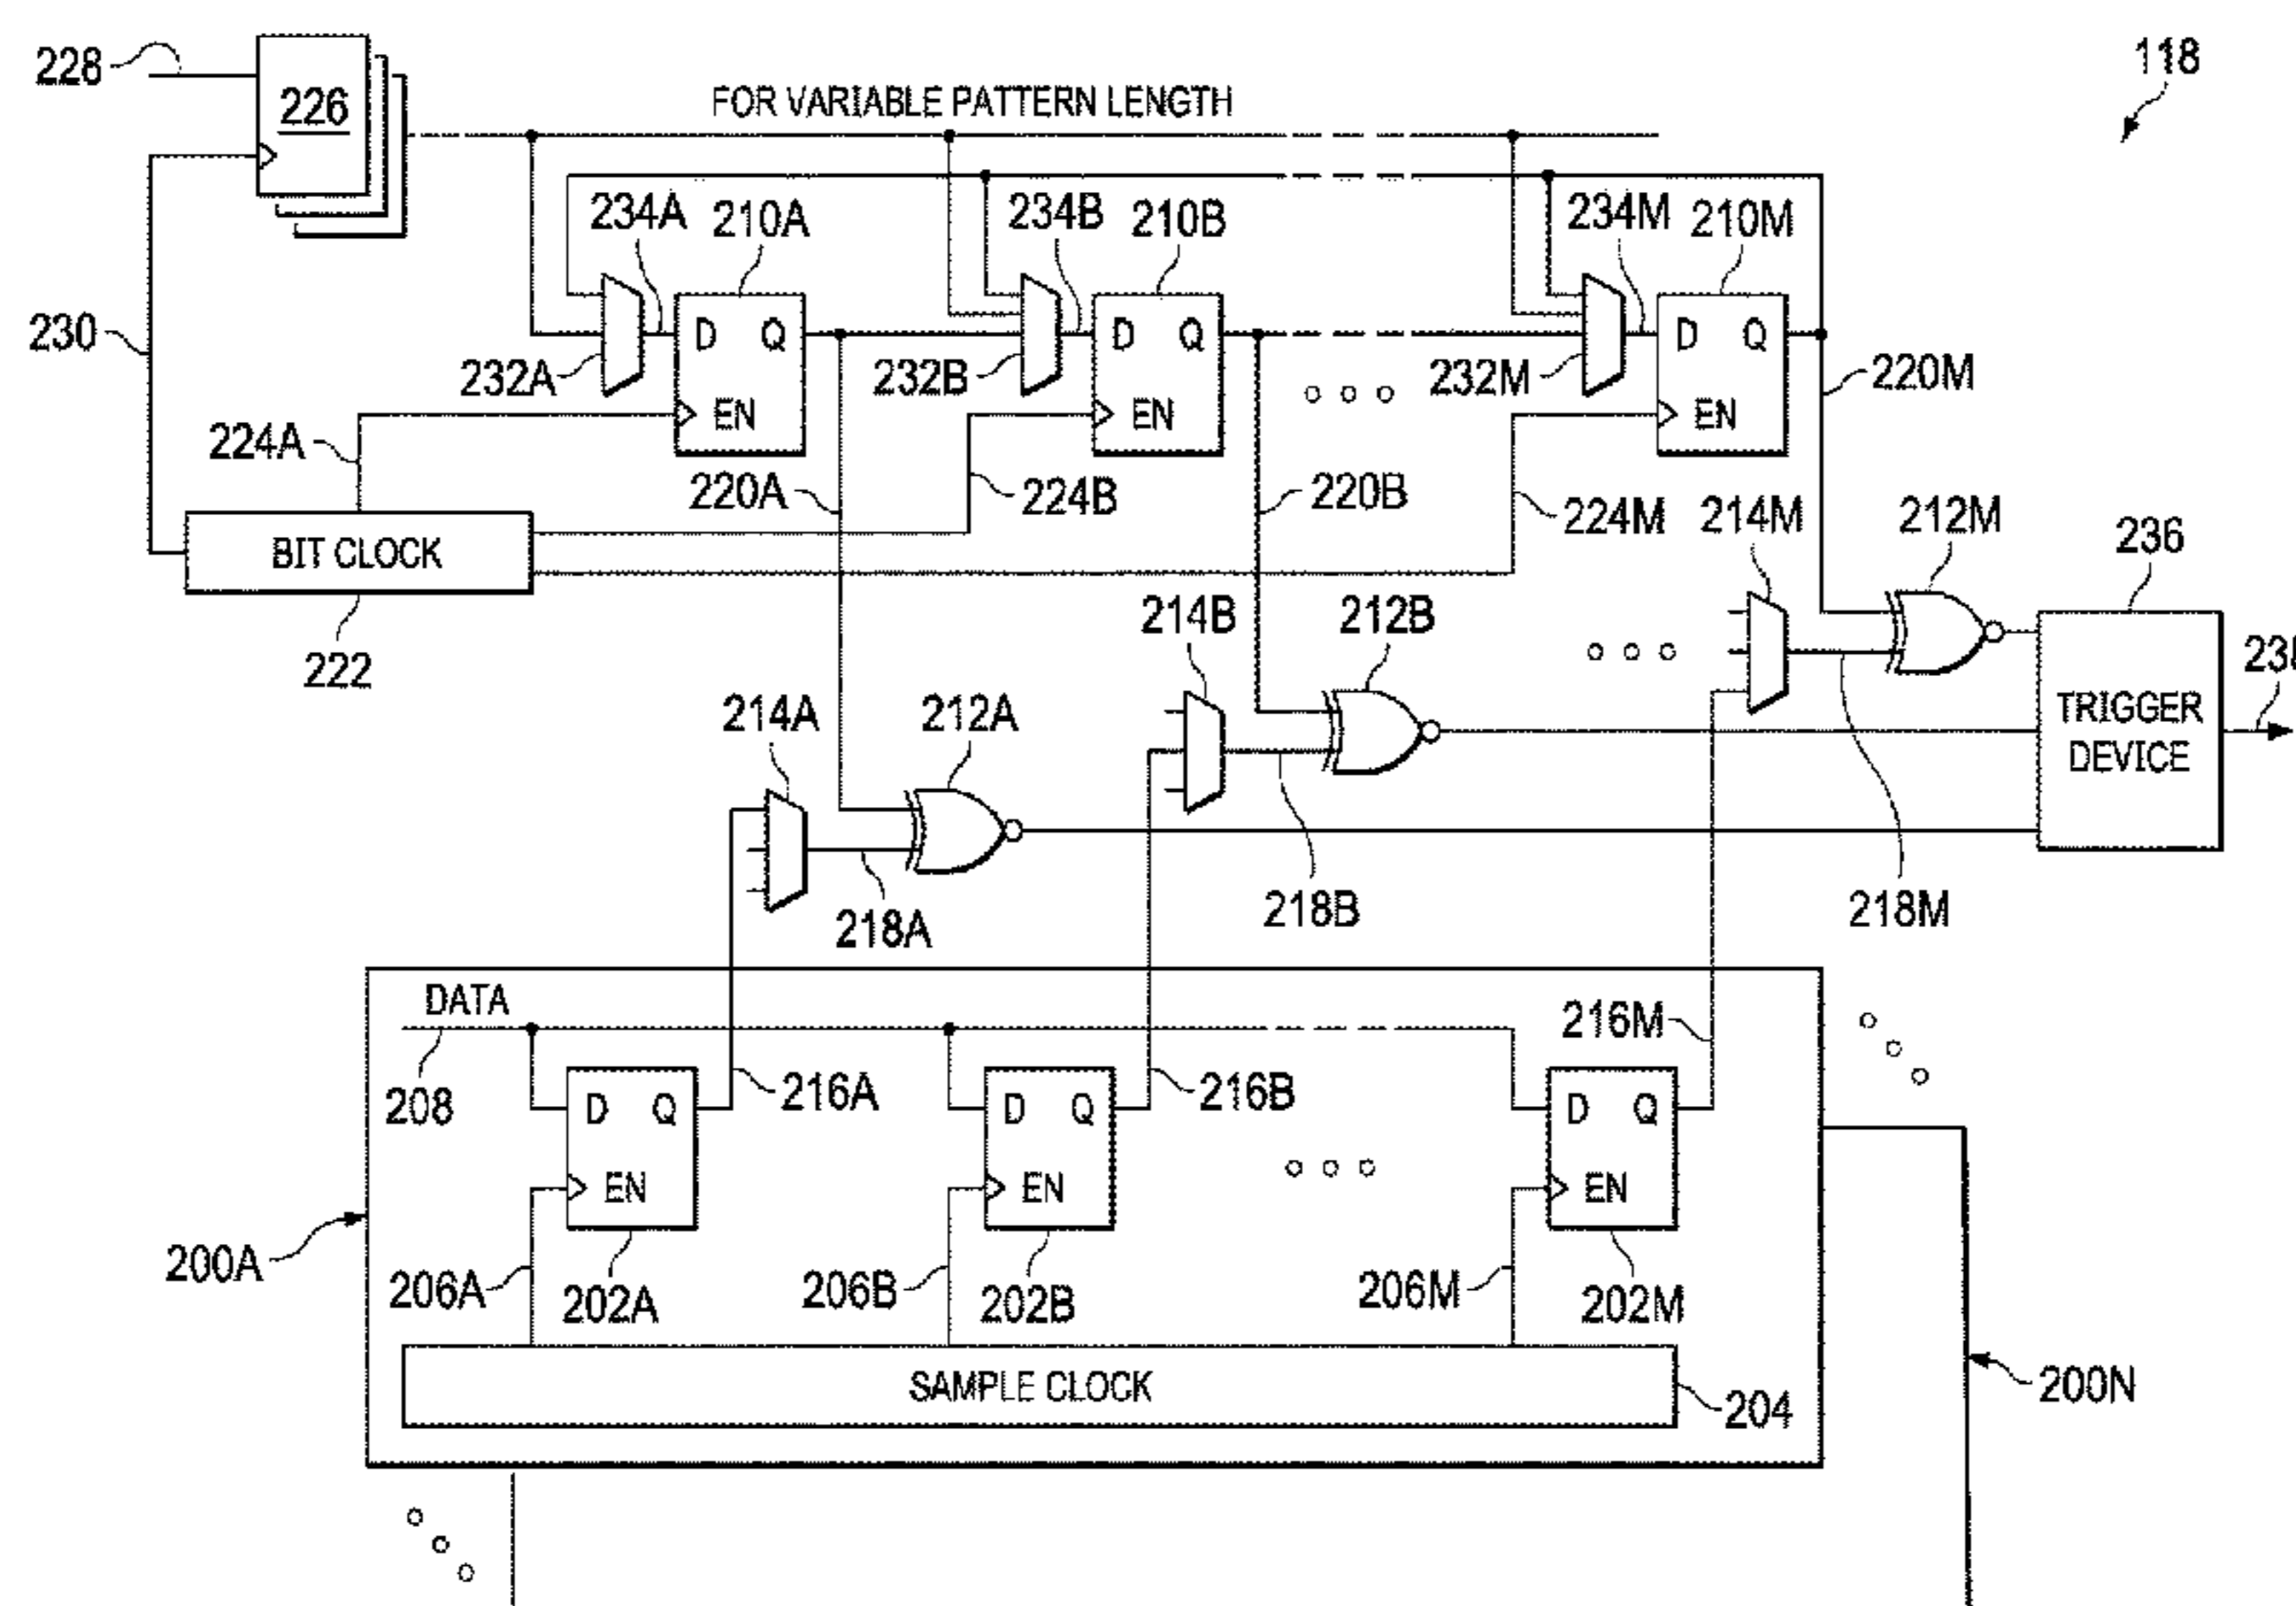 118
228
226
FOR VARIABLE PATTERN LENGTH
234A
210A
234B
210B
234M
210M
230
D Q
D Q
D Q
232A
232B
232M
220M
EN
EN
EN
224A
220A
224B
220B
224M
214M
212M
236
BIT CLOCK
222
214B
212B
TRIGGER
DEVICE
214A
212A
218A
218B
218M
DATA
208
216A
216B
216M
D Q
D Q
D Q
EN
EN
EN
200A
206A
202A
206B
202B
206M
202M
SAMPLE CLOCK
204
200N